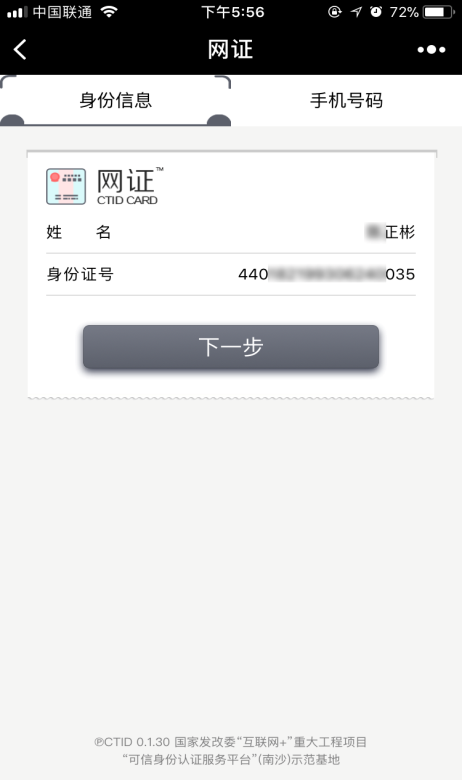 中国联通 下午5:56 72%
网证
身份信息 手机号码
网证™
CTID CARD
姓 名 正彬
身份证号 440 035
下一步
℗CTID 0.1.30 国家发改委“互联网+”重大工程项目
“可信身份认证服务平台”(南沙)示范基地